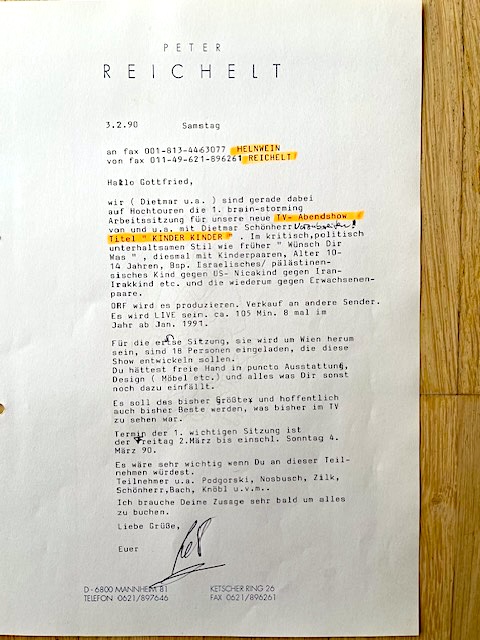 PETER
REICHELT
3.2.90 Samstag
an fax 001-813-4463077 HELNWEIN
von fax 011-49-621-896261 REICHELT
Hallo Gottfried,
wir ( Dietmar u.a. ) sind gerade dabei
auf Hochtouren die 1. brain-storming
Arbeitssitzung für unsere neue TV- Abendshow
von und u.a. mit Dietmar Schönherr vorzubereiten!
Titel " KINDER KINDER " . Im kritisch,politisch
unterhaltsamen Stil wie früher " Wünsch Dir
Was " , diesmal mit Kinderpaaren, Alter 10-
14 Jahren, Bsp. Israelisches/ palästinen-
sisches Kind gegen US- Nicakind gegen Iran-
Irakkind etc. und die wiederum gegen Erwachsenen-
paare.
ORF wird es produzieren. Verkauf an andere Sender.
Es wird LIVE sein. ca. 105 Min. 8 mal im
Jahr ab Jan. 1991.
Für die erste Sitzung, sie wird um Wien herum
sein, sind 18 Personen eingeladen, die diese
Show entwickeln sollen.
Du hättest freie Hand in puncto Ausstattung,
Design ( Möbel etc.) und alles was Dir sonst
noch dazu einfällt.
Es soll das bisher Größte und hoffentlich
auch bisher Beste werden, was bisher im TV
zu sehen war.
Termin der 1. wichtigen Sitzung ist
der Freitag 2.März bis einschl. Sonntag 4.
März 90.
Es wäre sehr wichtig wenn Du an dieser Teil-
nehmen würdest.
Teilnehmer u.a. Podgorski, Nosbusch, Zilk,
Schönherr,Bach, Knöbl u.v.m..
Ich brauche Deine Zusage sehr bald um alles
zu buchen.
Liebe Grüße,
Euer
D - 6800 MANNHEIM 81 KETSCHER RING 26
TELEFON 0621/897646 FAX 0621/896261